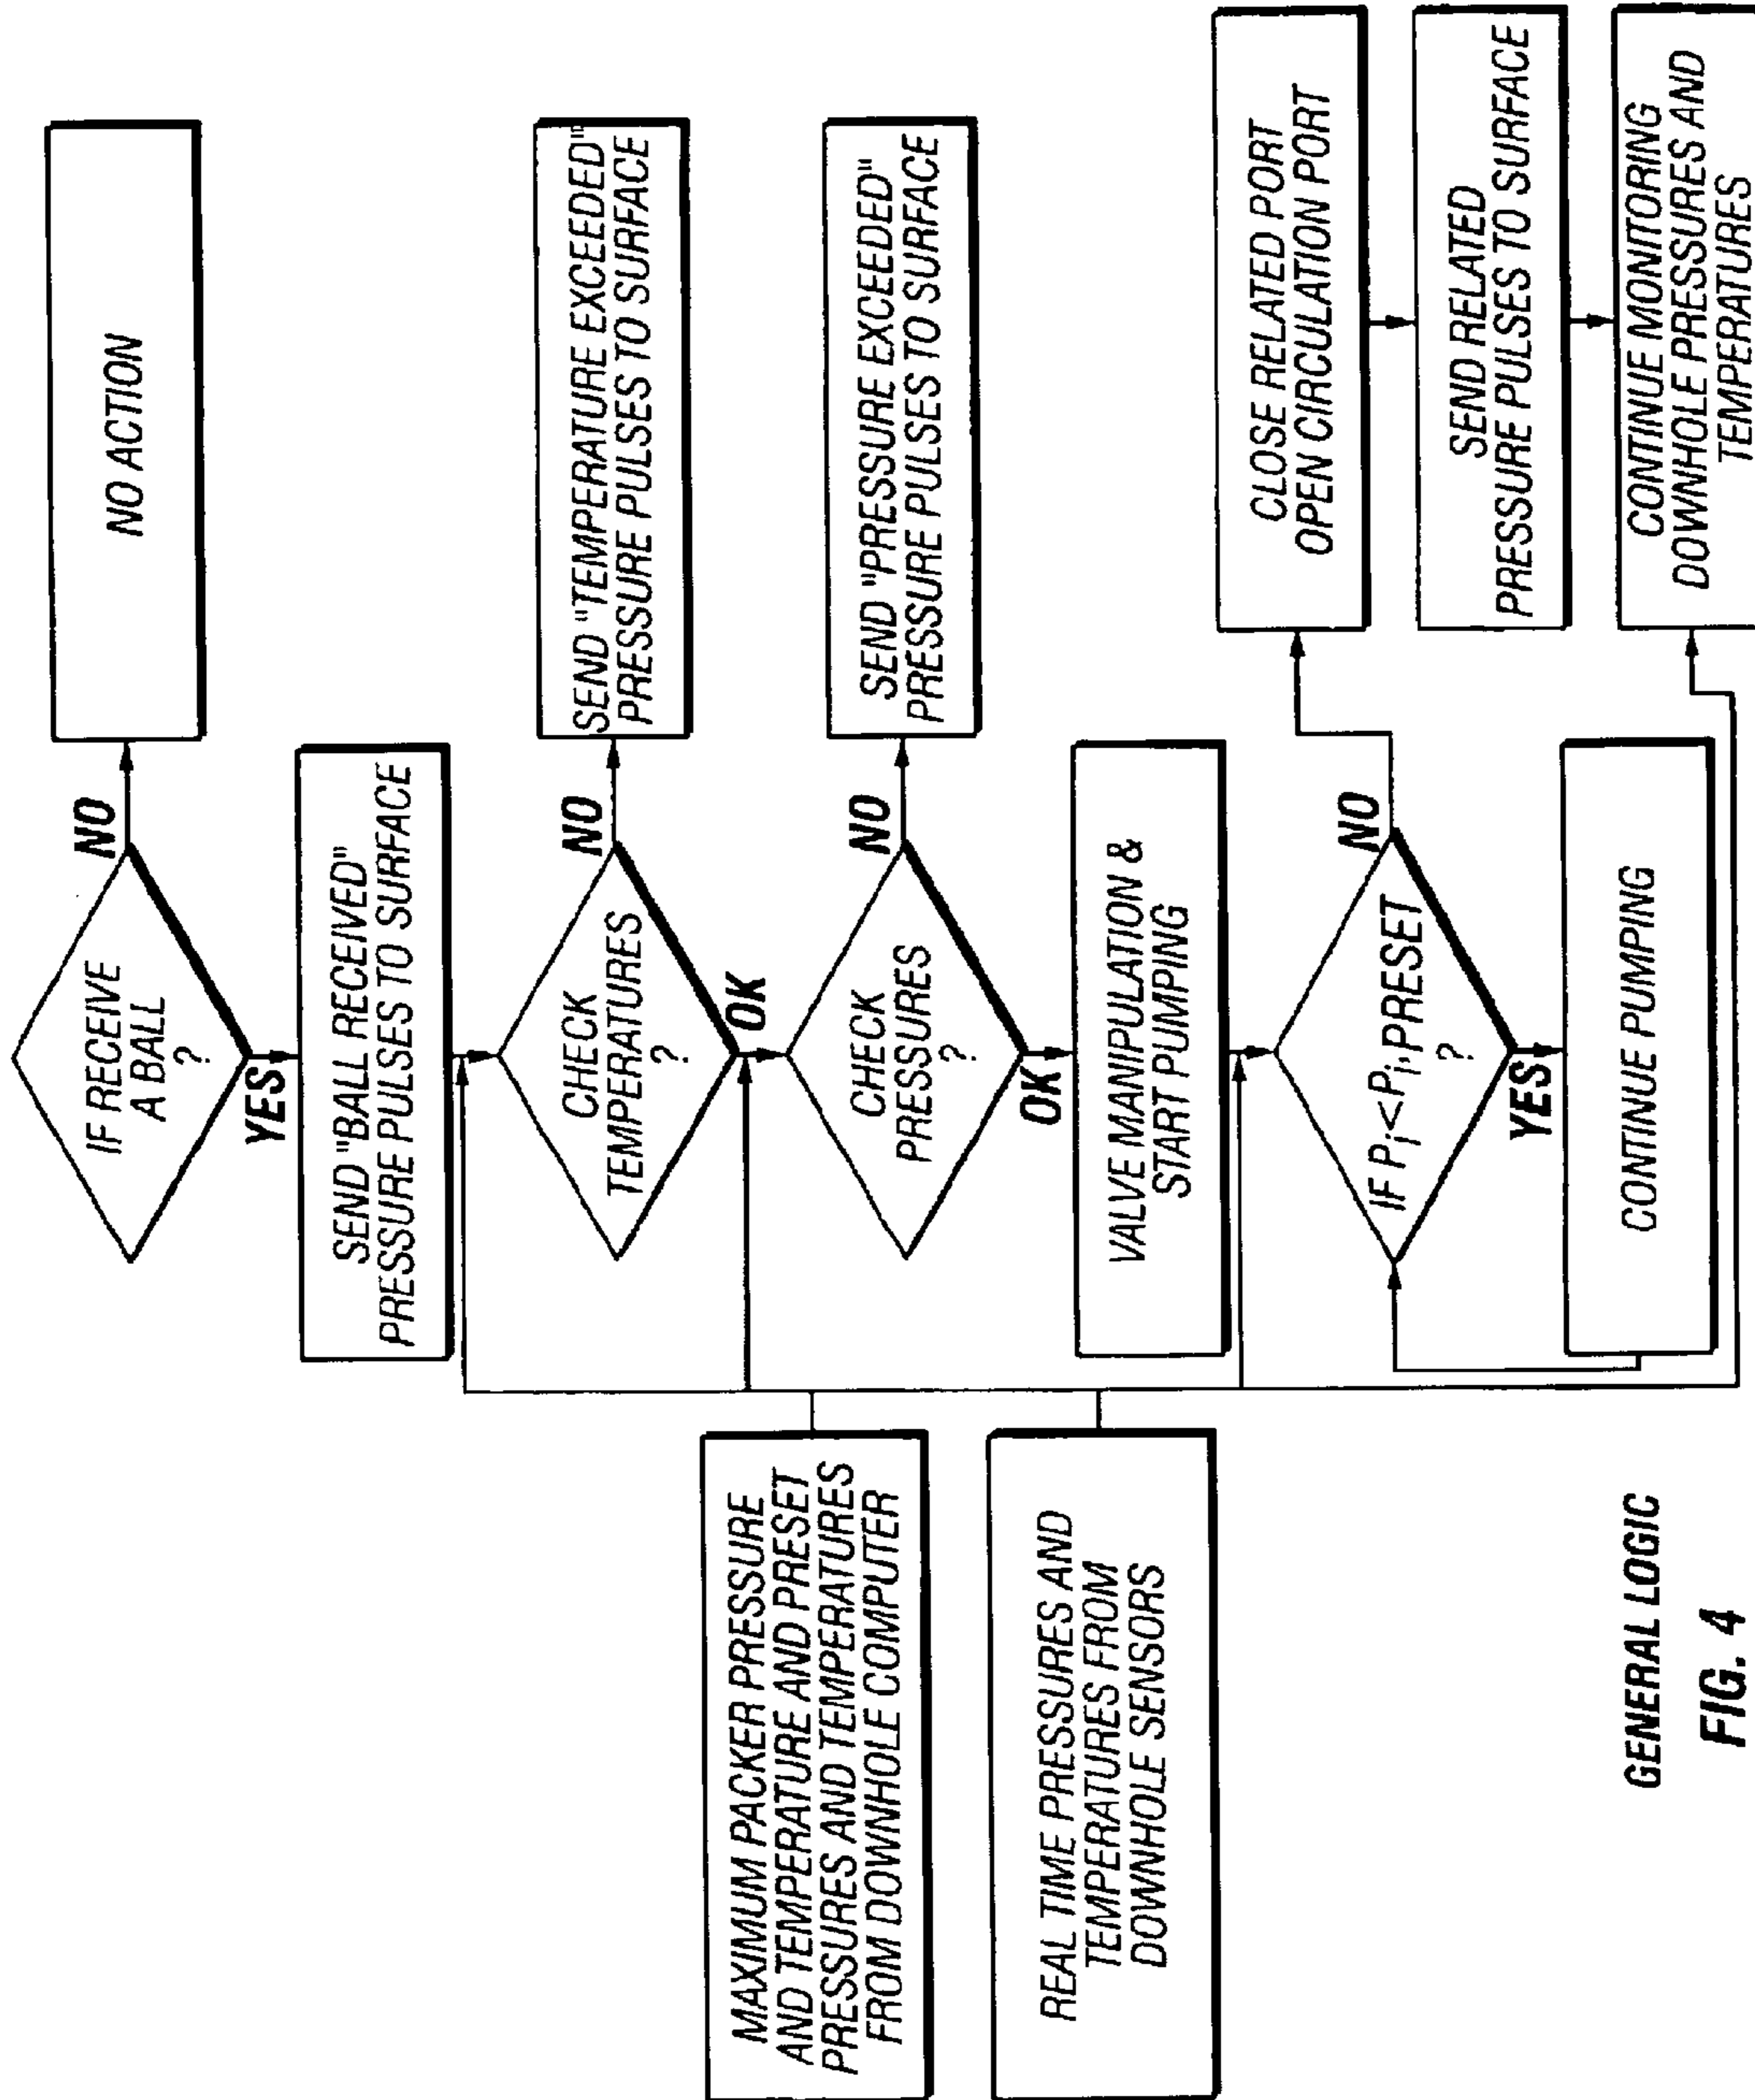 IF RECEIVE
A BALL
?
NO
NO ACTION
YES
SEND "BALL RECEIVED"
PRESSURE PULSES TO SURFACE
CHECK
TEMPERATURES
?
NO
SEND "TEMPERATURE EXCEEDED"
PRESSURE PULSES TO SURFACE
OK
CHECK
PRESSURES
?
NO
SEND "PRESSURE EXCEEDED"
PRESSURE PULSES TO SURFACE
OK
VALVE MANIPULATION &
START PUMPING
IF Pi<Pi,PRESET
?
NO
CLOSE RELATED PORT
OPEN CIRCULATION PORT
SEND RELATED
PRESSURE PULSES TO SURFACE
CONTINUE MONITORING
DOWNHOLE PRESSURES AND
TEMPERATURES
YES
CONTINUE PUMPING
MAXIMUM PACKER PRESSURE
AND TEMPERATURE AND PRESET
PRESSURES AND TEMPERATURES
FROM DOWNHOLE COMPUTER
REAL TIME PRESSURES AND
TEMPERATURES FROM
DOWNHOLE SENSORS
GENERAL LOGIC
FIG. 4